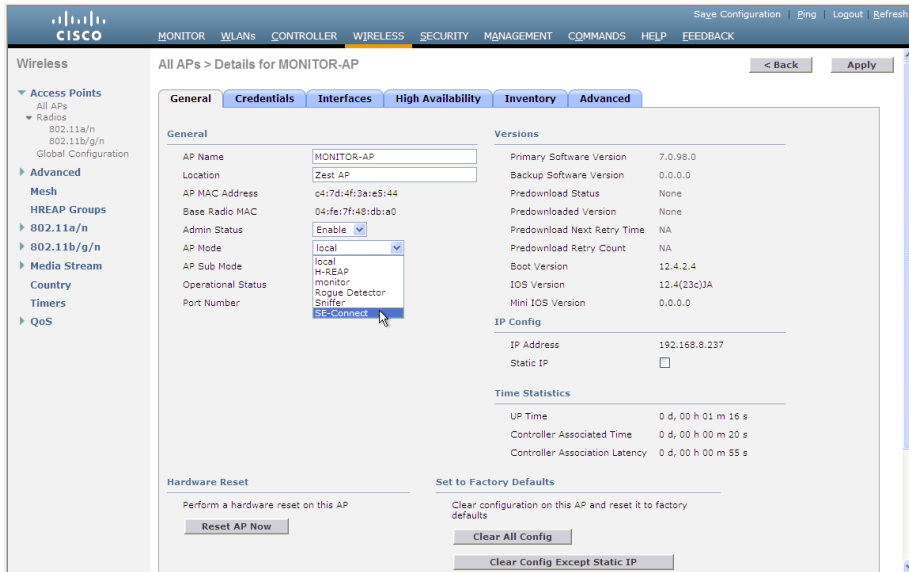 Save Configuration | Ping | Logout | Refresh
CISCO
MONITOR WLANs CONTROLLER WIRELESS SECURITY MANAGEMENT COMMANDS HELP FEEDBACK
Wireless
Access Points
All APs
Radios
802.11a/n
802.11b/g/n
Global Configuration
Advanced
Mesh
HREAP Groups
802.11a/n
802.11b/g/n
Media Stream
Country
Timers
QoS
All APs > Details for MONITOR-AP
< Back
Apply
General Credentials Interfaces High Availability Inventory Advanced
General
AP Name MONITOR-AP
Location Zest AP
AP MAC Address c4:7d:4f:3a:e5:44
Base Radio MAC 04:fe:7f:48:db:a0
Admin Status Enable
AP Mode local
AP Sub Mode
Operational Status
Port Number
local
H-REAP
monitor
Rogue Detector
Sniffer
SE-Connect
Versions
Primary Software Version 7.0.98.0
Backup Software Version 0.0.0.0
Predownload Status None
Predownloaded Version None
Predownload Next Retry Time NA
Predownload Retry Count NA
Boot Version 12.4.2.4
IOS Version 12.4(23c)JA
Mini IOS Version 0.0.0.0
IP Config
IP Address 192.168.8.237
Static IP
Time Statistics
UP Time 0 d, 00 h 01 m 16 s
Controller Associated Time 0 d, 00 h 00 m 20 s
Controller Association Latency 0 d, 00 h 00 m 55 s
Hardware Reset
Perform a hardware reset on this AP
Reset AP Now
Set to Factory Defaults
Clear configuration on this AP and reset it to factory
defaults
Clear All Config
Clear Config Except Static IP